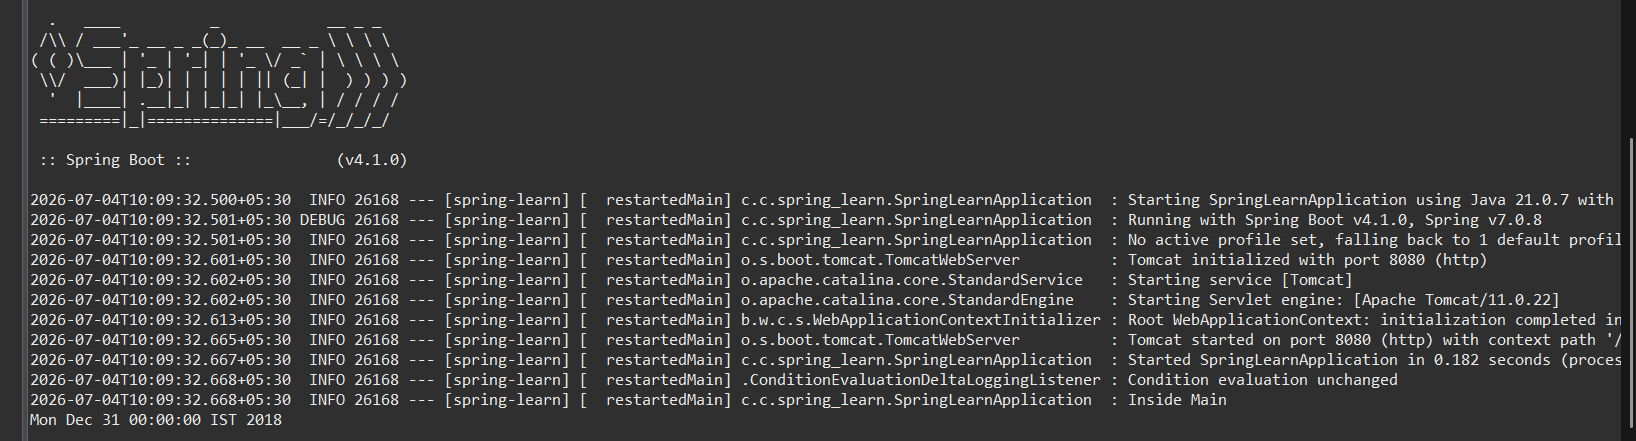 .   ____          _            __ _ _
 /\\ / ___'_ __ _ _(_)_ __  __ _ \ \ \ \
( ( )\___ | '_ | '_| | '_ \/ _` | \ \ \ \
 \\/  ___)| |_)| | | | | || (_| |  ) ) ) )
  '  |____| .__|_| |_|_| |_\__, | / / / /
 =========|_|==============|___/=/_/_/_/

 :: Spring Boot ::                (v4.1.0)

2026-07-04T10:09:32.500+05:30  INFO 26168 --- [spring-learn] [  restartedMain] c.c.spring_learn.SpringLearnApplication  : Starting SpringLearnApplication using Java 21.0.7 with
2026-07-04T10:09:32.501+05:30 DEBUG 26168 --- [spring-learn] [  restartedMain] c.c.spring_learn.SpringLearnApplication  : Running with Spring Boot v4.1.0, Spring v7.0.8
2026-07-04T10:09:32.501+05:30  INFO 26168 --- [spring-learn] [  restartedMain] c.c.spring_learn.SpringLearnApplication  : No active profile set, falling back to 1 default profil
2026-07-04T10:09:32.601+05:30  INFO 26168 --- [spring-learn] [  restartedMain] o.s.boot.tomcat.TomcatWebServer          : Tomcat initialized with port 8080 (http)
2026-07-04T10:09:32.602+05:30  INFO 26168 --- [spring-learn] [  restartedMain] o.apache.catalina.core.StandardService   : Starting service [Tomcat]
2026-07-04T10:09:32.602+05:30  INFO 26168 --- [spring-learn] [  restartedMain] o.apache.catalina.core.StandardEngine    : Starting Servlet engine: [Apache Tomcat/11.0.22]
2026-07-04T10:09:32.613+05:30  INFO 26168 --- [spring-learn] [  restartedMain] b.w.c.s.WebApplicationContextInitializer : Root WebApplicationContext: initialization completed in
2026-07-04T10:09:32.665+05:30  INFO 26168 --- [spring-learn] [  restartedMain] o.s.boot.tomcat.TomcatWebServer          : Tomcat started on port 8080 (http) with context path '/
2026-07-04T10:09:32.667+05:30  INFO 26168 --- [spring-learn] [  restartedMain] c.c.spring_learn.SpringLearnApplication  : Started SpringLearnApplication in 0.182 seconds (proces
2026-07-04T10:09:32.668+05:30  INFO 26168 --- [spring-learn] [  restartedMain] .ConditionEvaluationDeltaLoggingListener : Condition evaluation unchanged
2026-07-04T10:09:32.668+05:30  INFO 26168 --- [spring-learn] [  restartedMain] c.c.spring_learn.SpringLearnApplication  : Inside Main
Mon Dec 31 00:00:00 IST 2018